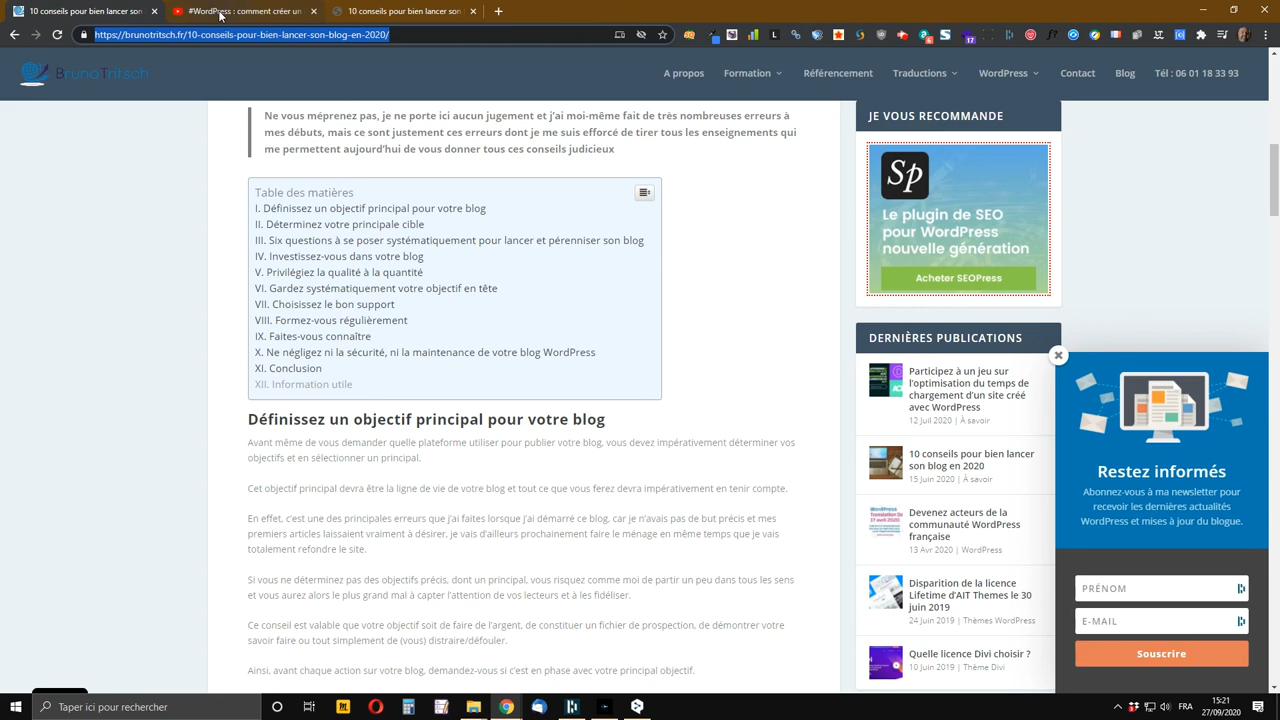 10 conseils pour bien lancer son
#WordPress : comment bien lanc
10 conseils pour bien lancer son
https://brunotritsch.fr/10-conseils-pour-bien-lancer-son-blog-en-2020/
17
BrunoTritsch
A propos
Formation
Référencement
Traductions
WordPress
Contact
Blog
Tél : 06 01 18 33 93
Ne vous méprenez pas, je ne porte ici aucun jugement et j’ai moi-même fait de très nombreuses erreurs à
mes débuts, mais ce sont justement ces erreurs dont je me suis efforcé de tirer tous les enseignements qui
me permettent aujourd’hui de vous donner tous ces conseils judicieux
Table des matières
I. Définissez un objectif principal pour votre blog
II. Déterminez votre principale cible
III. Six questions à se poser systématiquement pour lancer et pérenniser son blog
IV. Investissez-vous dans votre blog
V. Privilégiez la qualité à la quantité
VI. Gardez systématiquement votre objectif en tête
VII. Choisissez le bon support
VIII. Formez-vous régulièrement
IX. Faites-vous connaître
X. Ne négligez ni la sécurité, ni la maintenance de votre blog WordPress
XI. Conclusion
XII. Information utile
Définissez un objectif principal pour votre blog
Avant même de vous demander quelle plateforme utiliser pour publier votre blog, vous devez impérativement déterminer vos
objectifs et en sélectionner un principal.
Cet objectif principal devra être la ligne de vie de votre blog et tout ce que vous ferez devra impérativement en tenir compte.
En effet, c’est une des principales erreurs que j’ai faites lorsque j’ai démarré ce blog, car je n’avais pas de but précis et mes
premiers articles laissaient vraiment à désirer. Je vais d’ailleurs prochainement faire le ménage en même temps que je vais
totalement refondre le site.
Si vous ne déterminez pas des objectifs précis, dont un principal, vous risquez comme moi de partir un peu dans tous les sens
et vous aurez alors le plus grand mal à capter l’attention de vos lecteurs et à les fidéliser.
Ce conseil est valable que votre objectif soit de faire de l’argent, de constituer un fichier de prospection, de démontrer votre
savoir faire ou tout simplement de (vous) distraire/défouler.
Ainsi, avant chaque action sur votre blog, demandez-vous si c’est en phase avec votre principal objectif.
JE VOUS RECOMMANDE
Sp
Le plugin de SEO
pour WordPress
nouvelle génération
Acheter SEOPress
DERNIÈRES PUBLICATIONS
Participez à un jeu sur
l’optimisation du temps de
chargement d’un site créé
avec WordPress
12 Juil 2020 | À savoir
10 conseils pour bien lancer
son blog en 2020
15 Juin 2020 | À savoir
Devenez acteurs de la
communauté WordPress
française
13 Avr 2020 | WordPress
Disparition de la licence
Lifetime d’AIT Themes le 30
juin 2019
24 Juin 2019 | Thèmes WordPress
Quelle licence Divi choisir ?
10 Juin 2019 | Thème Divi
Restez informés
Abonnez-vous à ma newsletter pour
recevoir les dernières actualités
WordPress et mises à jour du blogue.
PRÉNOM
E-MAIL
Souscrire
Taper ici pour rechercher
FRA
15:21
27/09/2020